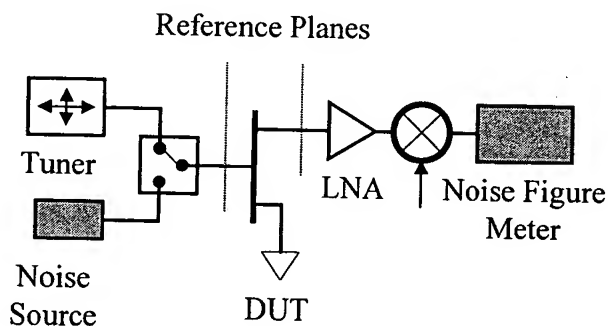 Reference Planes
Tuner
LNA
Noise Figure
Meter
Noise
Source
DUT